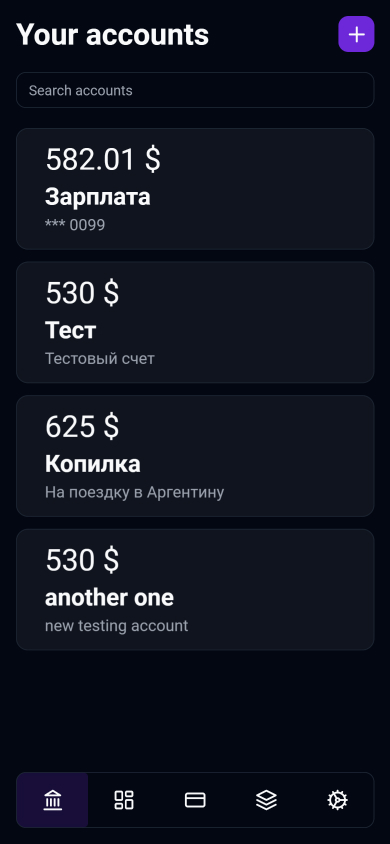 Your accounts
Search accounts
582.01 $
Зарплата
*** 0099
530 $
Тест
Тестовый счет
625 $
Копилка
На поездку в Аргентину
530 $
another one
new testing account